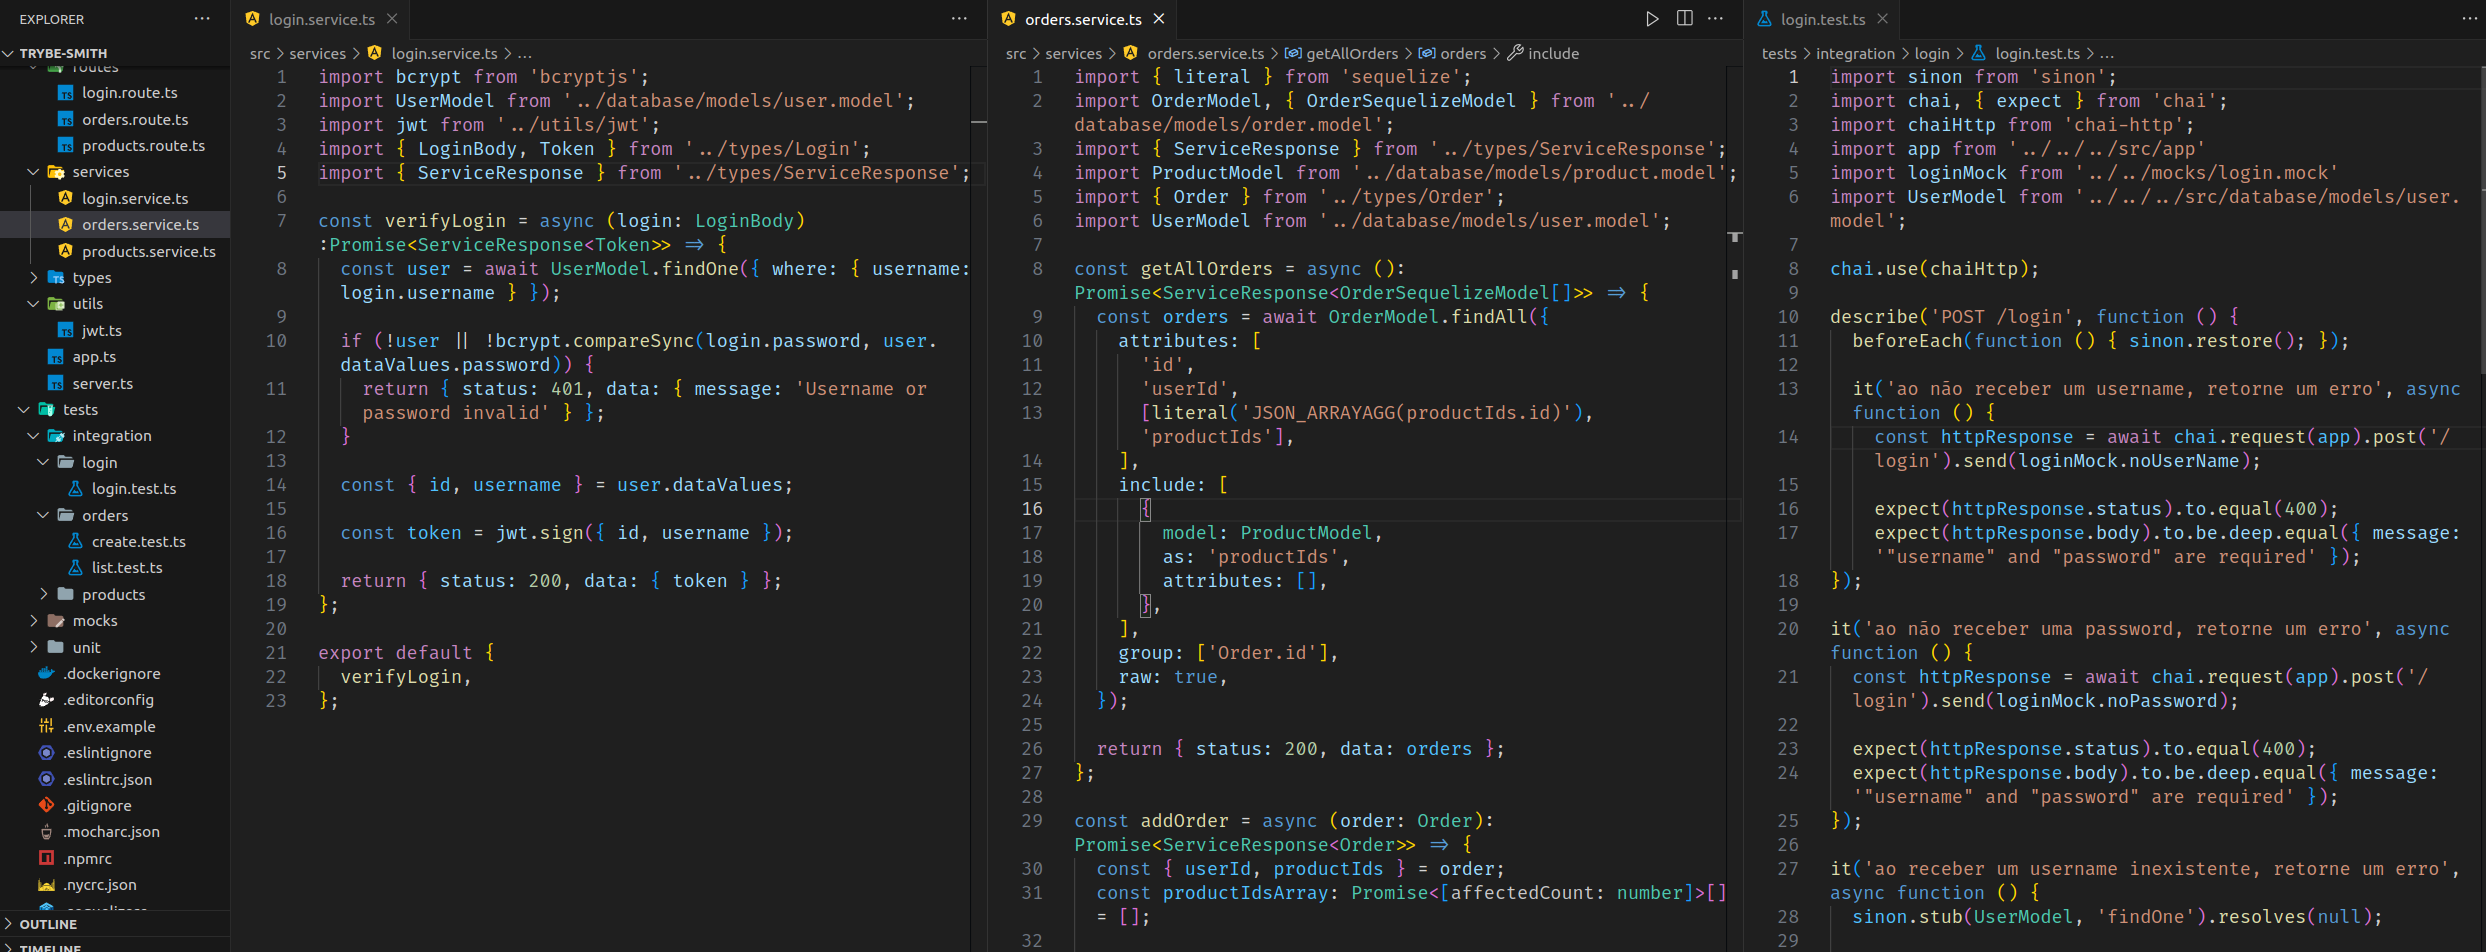 EXPLORER
TRYBE-SMITH
routes
login.route.ts
orders.route.ts
products.route.ts
services
login.service.ts
orders.service.ts
products.service.ts
types
utils
jwt.ts
app.ts
server.ts
tests
integration
login
login.test.ts
orders
create.test.ts
list.test.ts
products
mocks
unit
.dockerignore
.editorconfig
.env.example
.eslintignore
.eslintrc.json
.gitignore
.mocharc.json
.npmrc
.nycrc.json
OUTLINE
TIMELINE
login.service.ts
src > services > login.service.ts > ...
1 import bcrypt from 'bcryptjs';
2 import UserModel from '../database/models/user.model';
3 import jwt from '../utils/jwt';
4 import { LoginBody, Token } from '../types/Login';
5 import { ServiceResponse } from '../types/ServiceResponse';
6
7 const verifyLogin = async (login: LoginBody)
:Promise<ServiceResponse<Token>> => {
8 const user = await UserModel.findOne({ where: { username:
login.username } });
9
10 if (!user || !bcrypt.compareSync(login.password, user.
dataValues.password)) {
11 return { status: 401, data: { message: 'Username or
password invalid' } };
12 }
13
14 const { id, username } = user.dataValues;
15
16 const token = jwt.sign({ id, username });
17
18 return { status: 200, data: { token } };
19 };
20
21 export default {
22 verifyLogin,
23 };
orders.service.ts
src > services > orders.service.ts > getAllOrders > orders > include
1 import { literal } from 'sequelize';
2 import OrderModel, { OrderSequelizeModel } from '../
database/models/order.model';
3 import { ServiceResponse } from '../types/ServiceResponse';
4 import ProductModel from '../database/models/product.model';
5 import { Order } from '../types/Order';
6 import UserModel from '../database/models/user.model';
7
8 const getAllOrders = async ():
Promise<ServiceResponse<OrderSequelizeModel[]>> => {
9 const orders = await OrderModel.findAll({
10 attributes: [
11 'id',
12 'userId',
13 [literal('JSON_ARRAYAGG(productIds.id)'),
'productIds'],
14 ],
15 include: [
16 {
17 model: ProductModel,
18 as: 'productIds',
19 attributes: [],
20 },
21 ],
22 group: ['Order.id'],
23 raw: true,
24 });
25
26 return { status: 200, data: orders };
27 };
28
29 const addOrder = async (order: Order):
Promise<ServiceResponse<Order>> => {
30 const { userId, productIds } = order;
31 const productIdsArray: Promise<[affectedCount: number]>[]
= [];
32
login.test.ts
tests > integration > login > login.test.ts > ...
1 import sinon from 'sinon';
2 import chai, { expect } from 'chai';
3 import chaiHttp from 'chai-http';
4 import app from '../../../src/app'
5 import loginMock from '../../mocks/login.mock'
6 import UserModel from '../../../src/database/models/user.
model';
7
8 chai.use(chaiHttp);
9
10 describe('POST /login', function () {
11 beforeEach(function () { sinon.restore(); });
12
13 it('ao não receber um username, retorne um erro', async
function () {
14 const httpResponse = await chai.request(app).post('/
login').send(loginMock.noUserName);
15
16 expect(httpResponse.status).to.equal(400);
17 expect(httpResponse.body).to.be.deep.equal({ message:
'"username" and "password" are required' });
18 });
19
20 it('ao não receber uma password, retorne um erro', async
function () {
21 const httpResponse = await chai.request(app).post('/
login').send(loginMock.noPassword);
22
23 expect(httpResponse.status).to.equal(400);
24 expect(httpResponse.body).to.be.deep.equal({ message:
'"username" and "password" are required' });
25 });
26
27 it('ao receber um username inexistente, retorne um erro',
async function () {
28 sinon.stub(UserModel, 'findOne').resolves(null);
29